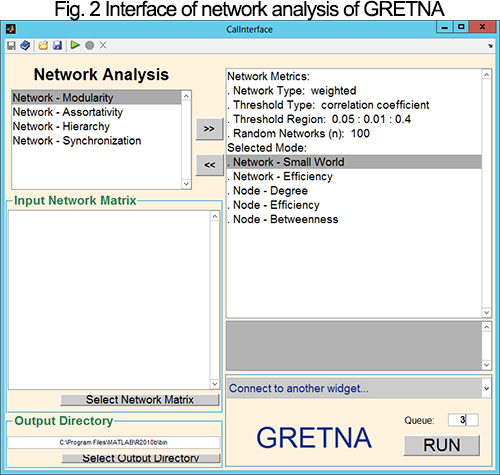 Fig. 2 Interface of network analysis of GRETNA
CalInterface
Network Analysis
Network - Modularity
Network - Assortativity
Network - Hierarchy
Network - Synchronization
>>
<<
Network Metrics:
. Network Type: weighted
. Threshold Type: correlation coefficient
. Threshold Region: 0.05 : 0.01 : 0.4
. Random Networks (n): 100
Selected Mode:
. Network - Small World
. Network - Efficiency
. Node - Degree
. Node - Efficiency
. Node - Betweenness
Input Network Matrix
Select Network Matrix
Output Directory
C:\Program Files\MATLAB\R2010b\bin
Select Output Directory
Connect to another widget...
GRETNA
Queue: 3
RUN